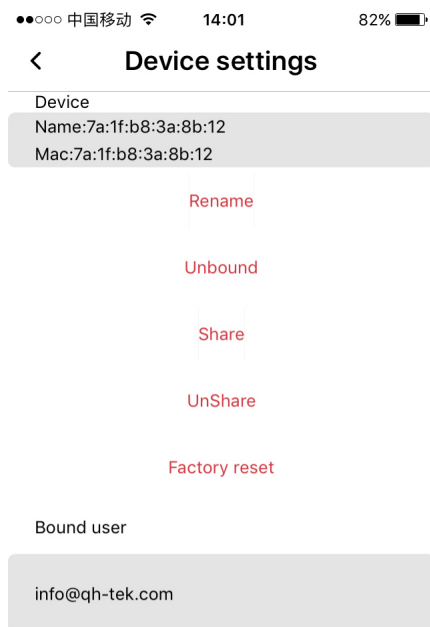 中国移动 14:01 82%
Device settings
Device
Name:7a:1f:b8:3a:8b:12
Mac:7a:1f:b8:3a:8b:12
Rename
Unbound
Share
UnShare
Factory reset
Bound user
info@qh-tek.com